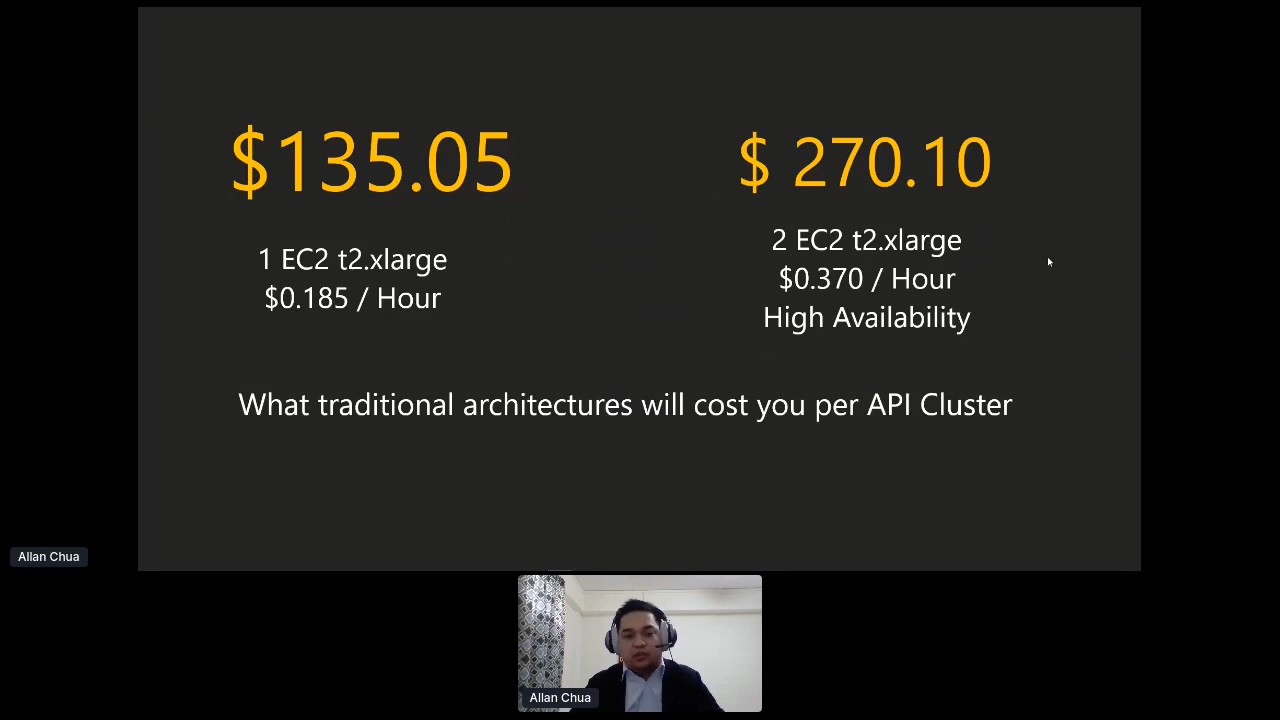 $135.05
1 EC2 t2.xlarge
$0.185 / Hour
$ 270.10
2 EC2 t2.xlarge
$0.370 / Hour
High Availability
What traditional architectures will cost you per API Cluster
Allan Chua
Allan Chua